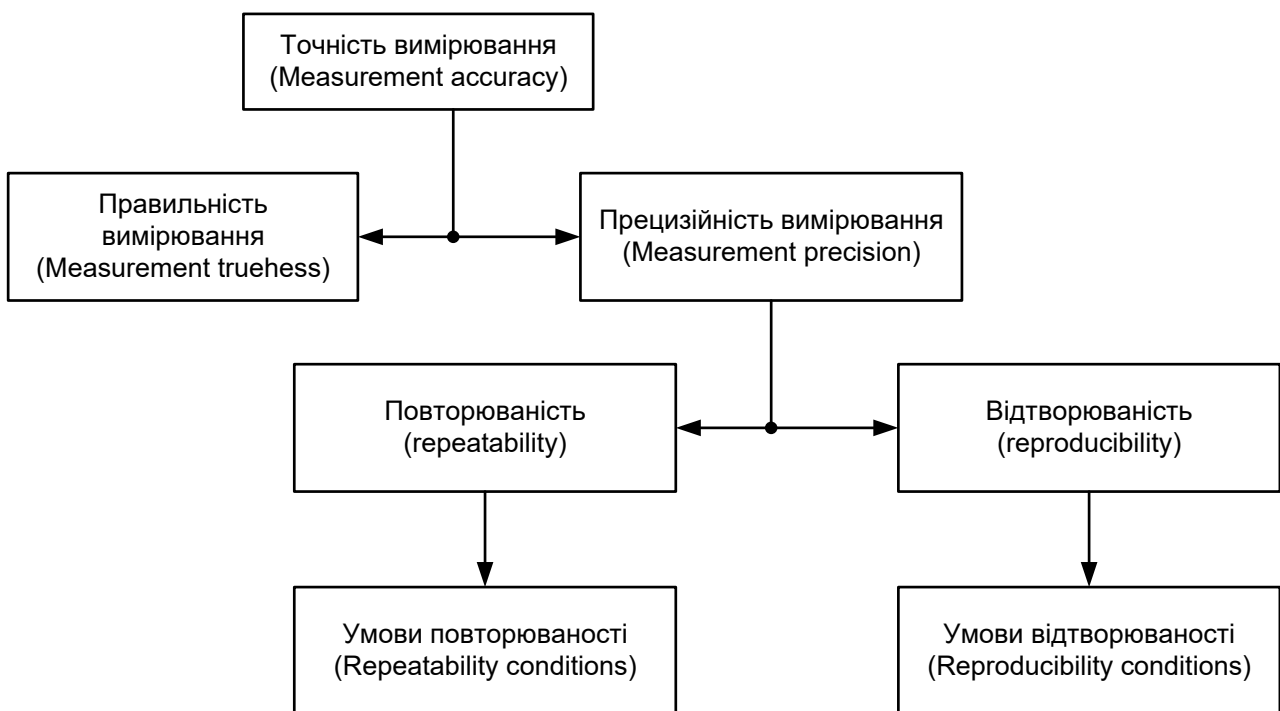 Точність вимірювання
(Measurement accuracy)
Правильність
вимірювання
(Measurement truehess)
Прецизійність вимірювання
(Measurement precision)
Повторюваність
(repeatability)
Відтворюваність
(reproducibility)
Умови повторюваності
(Repeatability conditions)
Умови відтворюваності
(Reproducibility conditions)